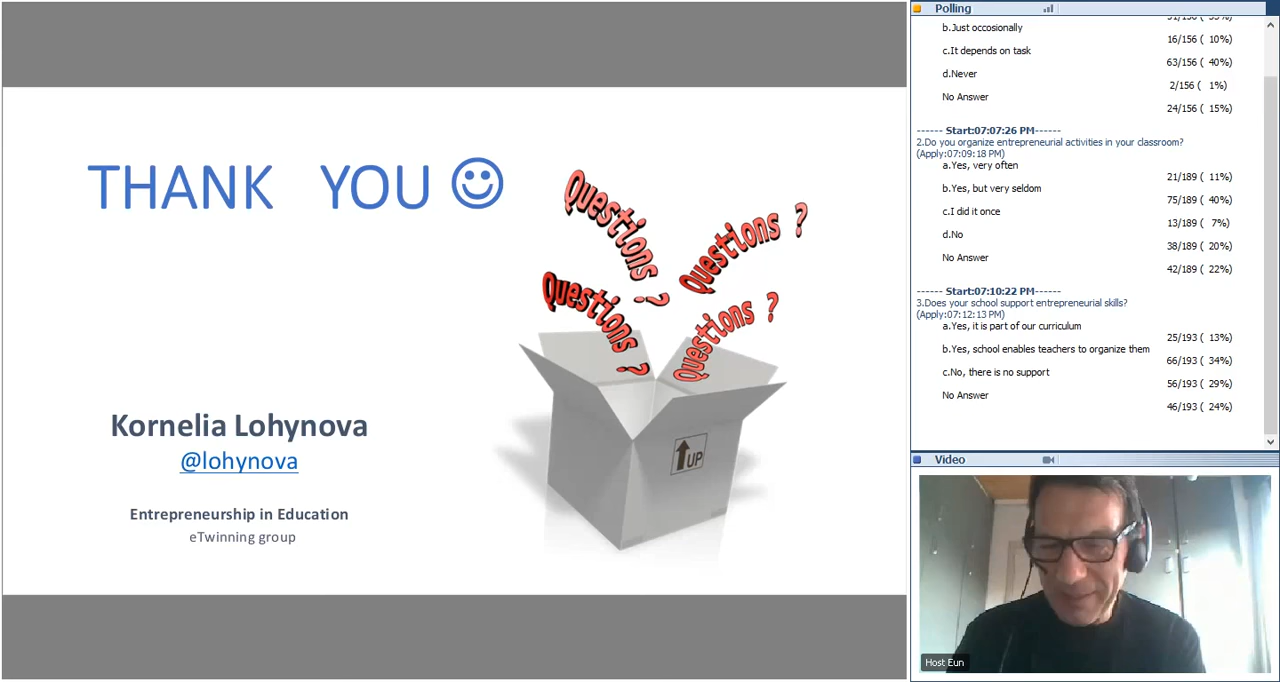 THANK YOU ☺
Questions ?
Questions ?
Questions ?
Questions ?
UP
Kornelia Lohynova
@lohynova
Entrepreneurship in Education
eTwinning group
Polling
b.Just occosionally
16/156 ( 10%)
c.It depends on task
63/156 ( 40%)
d.Never
2/156 ( 1%)
No Answer
24/156 ( 15%)
------ Start:07:07:26 PM------
2.Do you organize entrepreneurial activities in your classroom?
(Apply:07:09:18 PM)
a.Yes, very often
21/189 ( 11%)
b.Yes, but very seldom
75/189 ( 40%)
c.I did it once
13/189 ( 7%)
d.No
38/189 ( 20%)
No Answer
42/189 ( 22%)
------ Start:07:10:22 PM------
3.Does your school support entrepreneurial skills?
(Apply:07:12:13 PM)
a.Yes, it is part of our curriculum
25/193 ( 13%)
b.Yes, school enables teachers to organize them
66/193 ( 34%)
c.No, there is no support
56/193 ( 29%)
No Answer
46/193 ( 24%)
Video
Host Eun